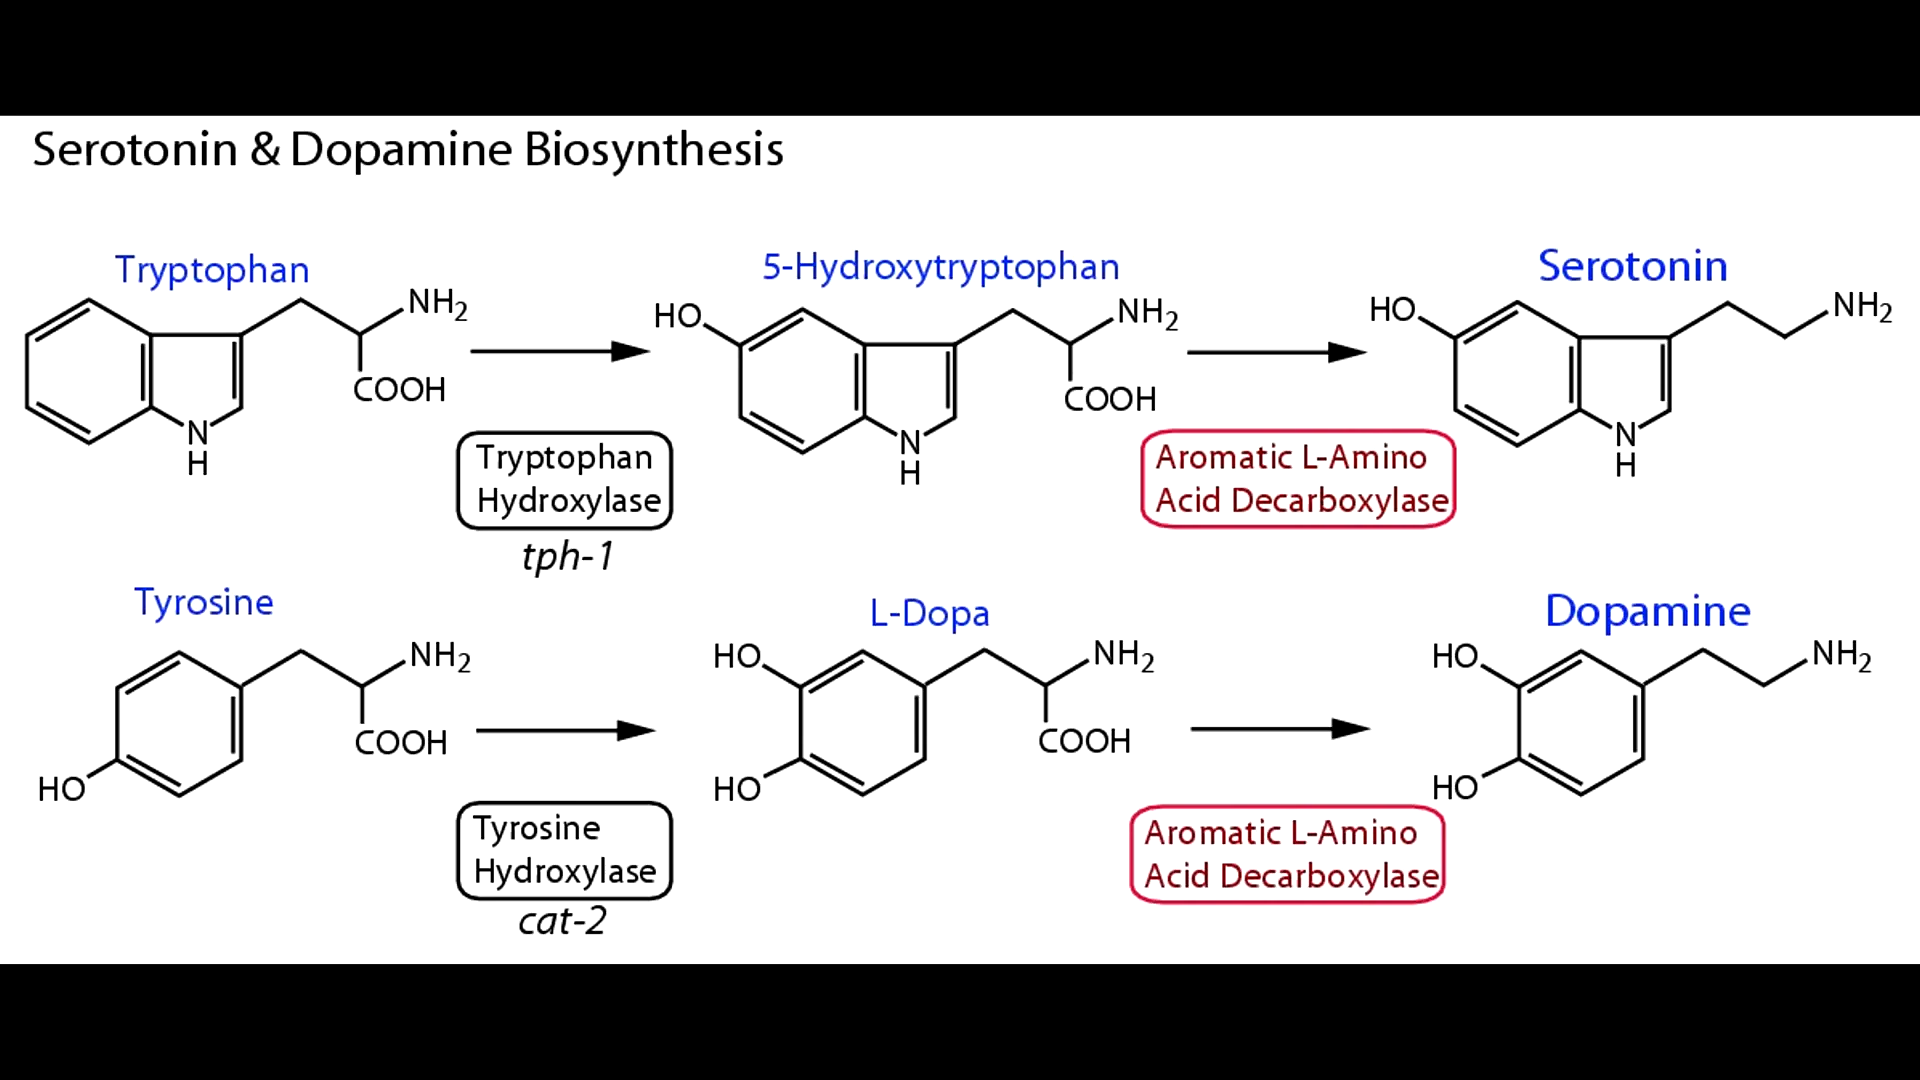 Serotonin & Dopamine Biosynthesis
Tryptophan
NH2
COOH
N
H
Tryptophan
Hydroxylase
tph-1
5-Hydroxytryptophan
HO
NH2
COOH
N
H
Aromatic L-Amino
Acid Decarboxylase
Serotonin
HO
NH2
N
H
Tyrosine
NH2
COOH
HO
Tyrosine
Hydroxylase
cat-2
L-Dopa
HO
NH2
COOH
HO
Aromatic L-Amino
Acid Decarboxylase
Dopamine
HO
NH2
HO